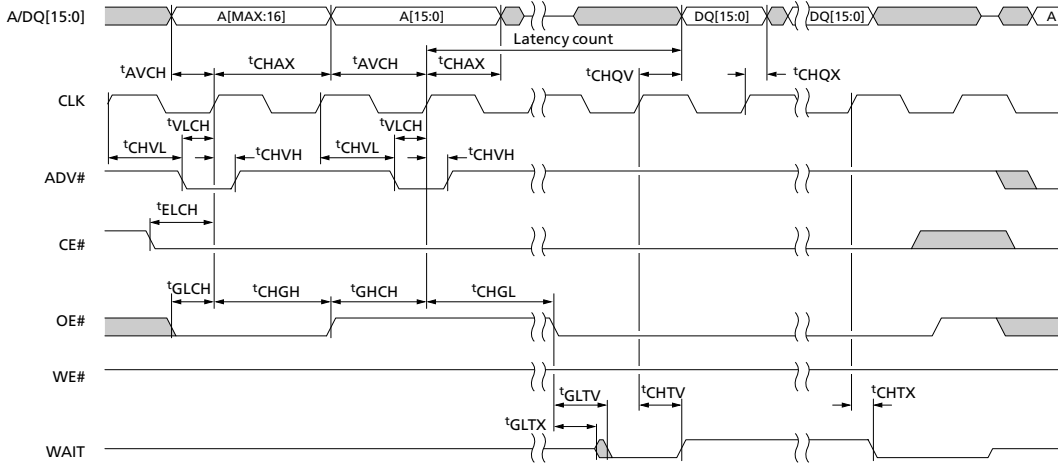 A/DQ[15:0] A[MAX:16] A[15:0] DQ[15:0] DQ[15:0] A
Latency count
tAVCH tCHAX tAVCH tCHAX tCHQV tCHQX
CLK
tVLCH tVLCH
tCHVL tCHVH tCHVL tCHVH
ADV#
tELCH
CE#
tGLCH tCHGH tGHCH tCHGL
OE#
WE#
tGLTV tCHTV tCHTX
tGLTX
WAIT